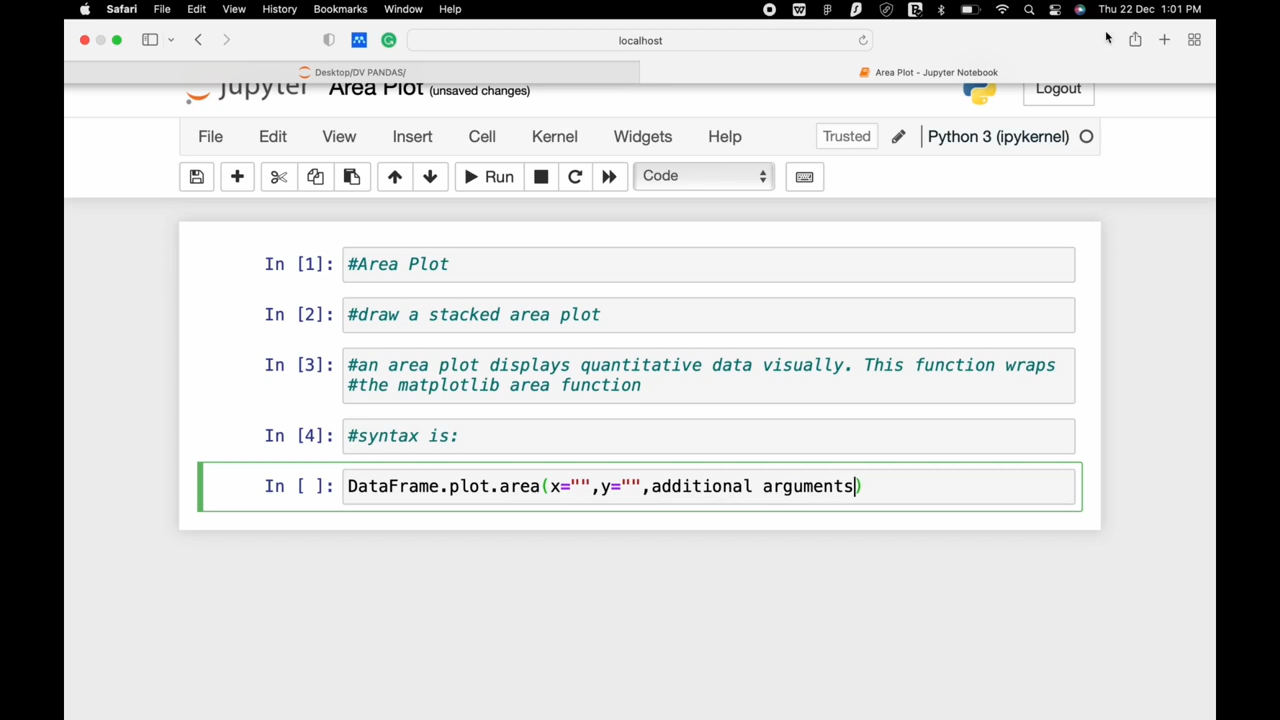 Safari File Edit View History Bookmarks Window Help Thu 22 Dec 1:01 PM
localhost
Desktop/DV PANDAS/ Area Plot - Jupyter Notebook
jupyter Area Plot (unsaved changes) Logout
File Edit View Insert Cell Kernel Widgets Help Trusted Python 3 (ipykernel)
Run Code
In [1]: #Area Plot
In [2]: #draw a stacked area plot
In [3]: #an area plot displays quantitative data visually. This function wraps
#the matplotlib area function
In [4]: #syntax is:
In [ ]: DataFrame.plot.area(x="",y="",additional arguments)